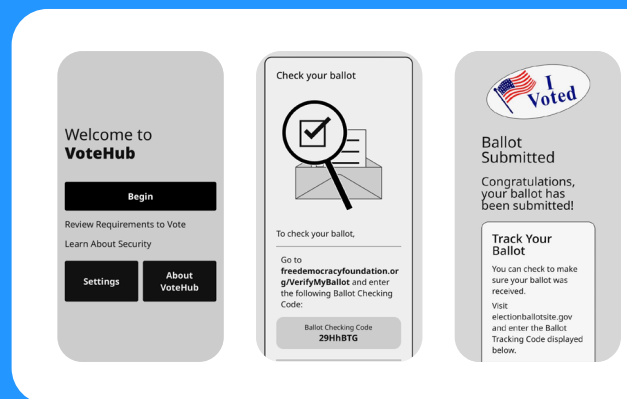 Welcome to
VoteHub
Begin
Review Requirements to Vote
Learn About Security
Settings
About
VoteHub
Check your ballot
To check your ballot,
Go to
freedemocracyfoundation.or
g/VerifyMyBallot and enter
the following Ballot Checking
Code:
Ballot Checking Code
29HhBTG
I
Voted
Ballot
Submitted
Congratulations,
your ballot has
been submitted!
Track Your
Ballot
You can check to make
sure your ballot was
received.
Visit
electionballotsite.gov
and enter the Ballot
Tracking Code displayed
below.